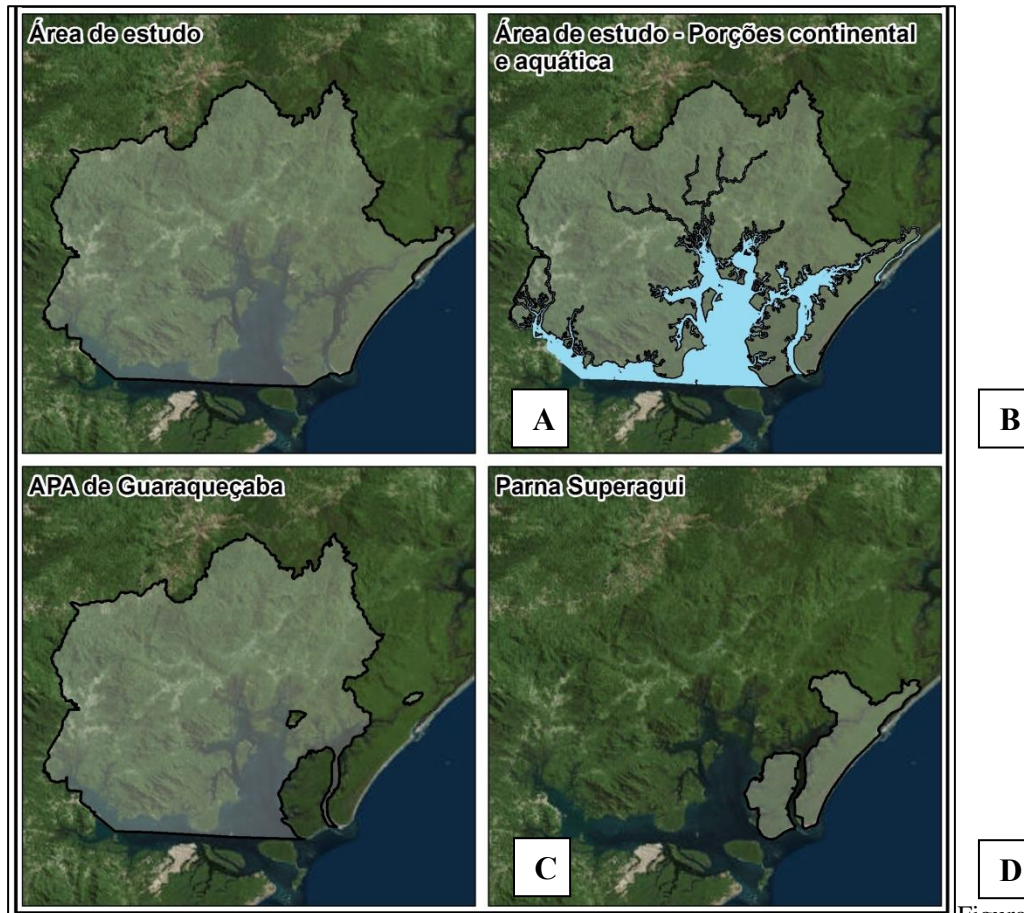 Área de estudo
Área de estudo - Porções continental
e aquática
A
B
APA de Guaraqueçaba
Parna Superagui
C
D